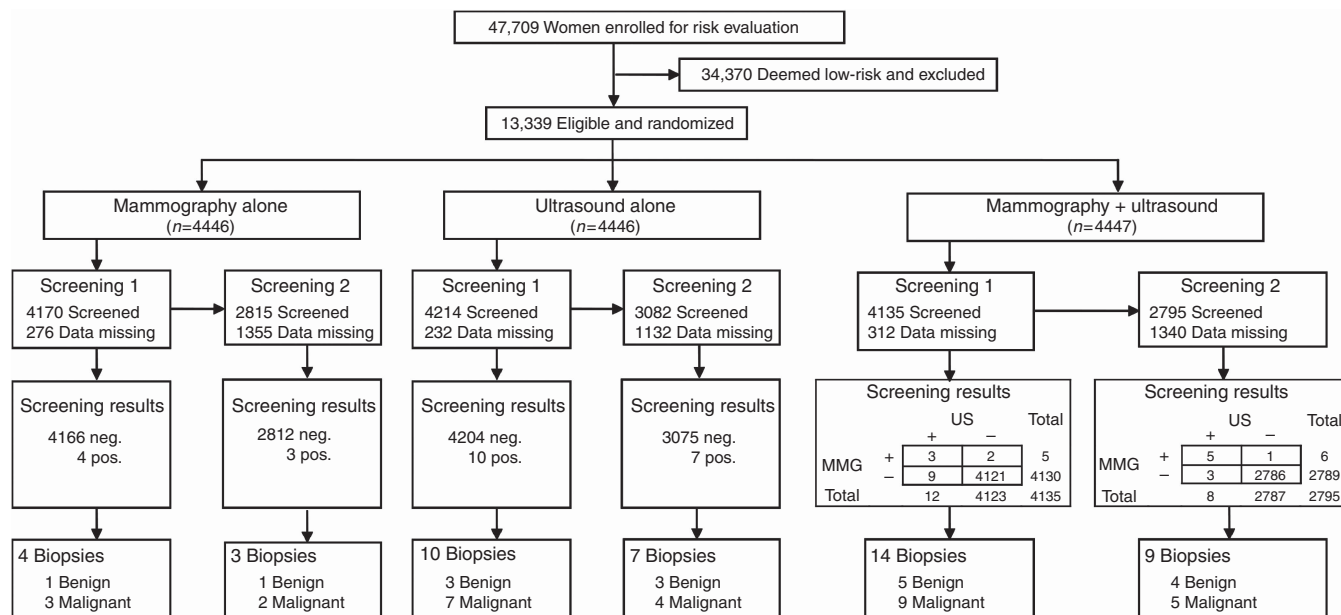 47,709 Women enrolled for risk evaluation
34,370 Deemed low-risk and excluded
13,339 Eligible and randomized
Mammography alone
(n=4446)
Ultrasound alone
(n=4446)
Mammography + ultrasound
(n=4447)
Screening 1
4170 Screened
276 Data missing
Screening 2
2815 Screened
1355 Data missing
Screening 1
4214 Screened
232 Data missing
Screening 2
3082 Screened
1132 Data missing
Screening 1
4135 Screened
312 Data missing
Screening 2
2795 Screened
1340 Data missing
Screening results
4166 neg.
4 pos.
Screening results
2812 neg.
3 pos.
Screening results
4204 neg.
10 pos.
Screening results
3075 neg.
7 pos.
Screening results
US Total
+ −
MMG + 3 2 5
− 9 4121 4130
Total 12 4123 4135
Screening results
US Total
+ −
MMG + 5 1 6
− 3 2786 2789
Total 8 2787 2795
4 Biopsies
1 Benign
3 Malignant
3 Biopsies
1 Benign
2 Malignant
10 Biopsies
3 Benign
7 Malignant
7 Biopsies
3 Benign
4 Malignant
14 Biopsies
5 Benign
9 Malignant
9 Biopsies
4 Benign
5 Malignant